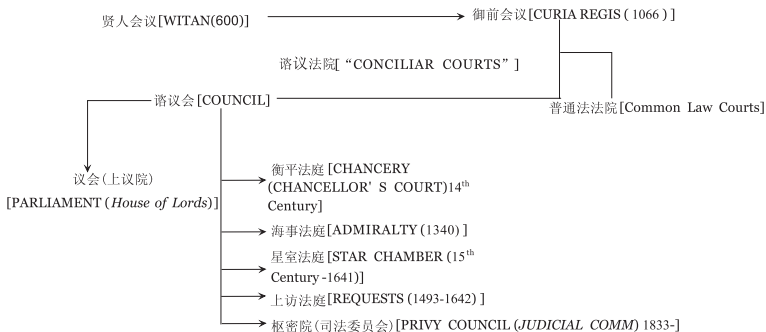 贤人会议[WITAN(600)]
御前会议[CURIA REGIS ( 1066 ) ]
谘议法院[ “CONCILIAR COURTS” ]
谘议会 [COUNCIL]
普通法法院[Common Law Courts]
议会(上议院)
[PARLIAMENT ( House of Lords)]
衡平法庭 [CHANCERY
(CHANCELLOR' S COURT)14th
Century]
海事法庭[ADMIRALTY (1340) ]
星室法庭[STAR CHAMBER (15th
Century -1641)]
上访法庭[REQUESTS (1493-1642) ]
枢密院(司法委员会) [PRIVY COUNCIL (JUDICIAL COMM) 1833-]